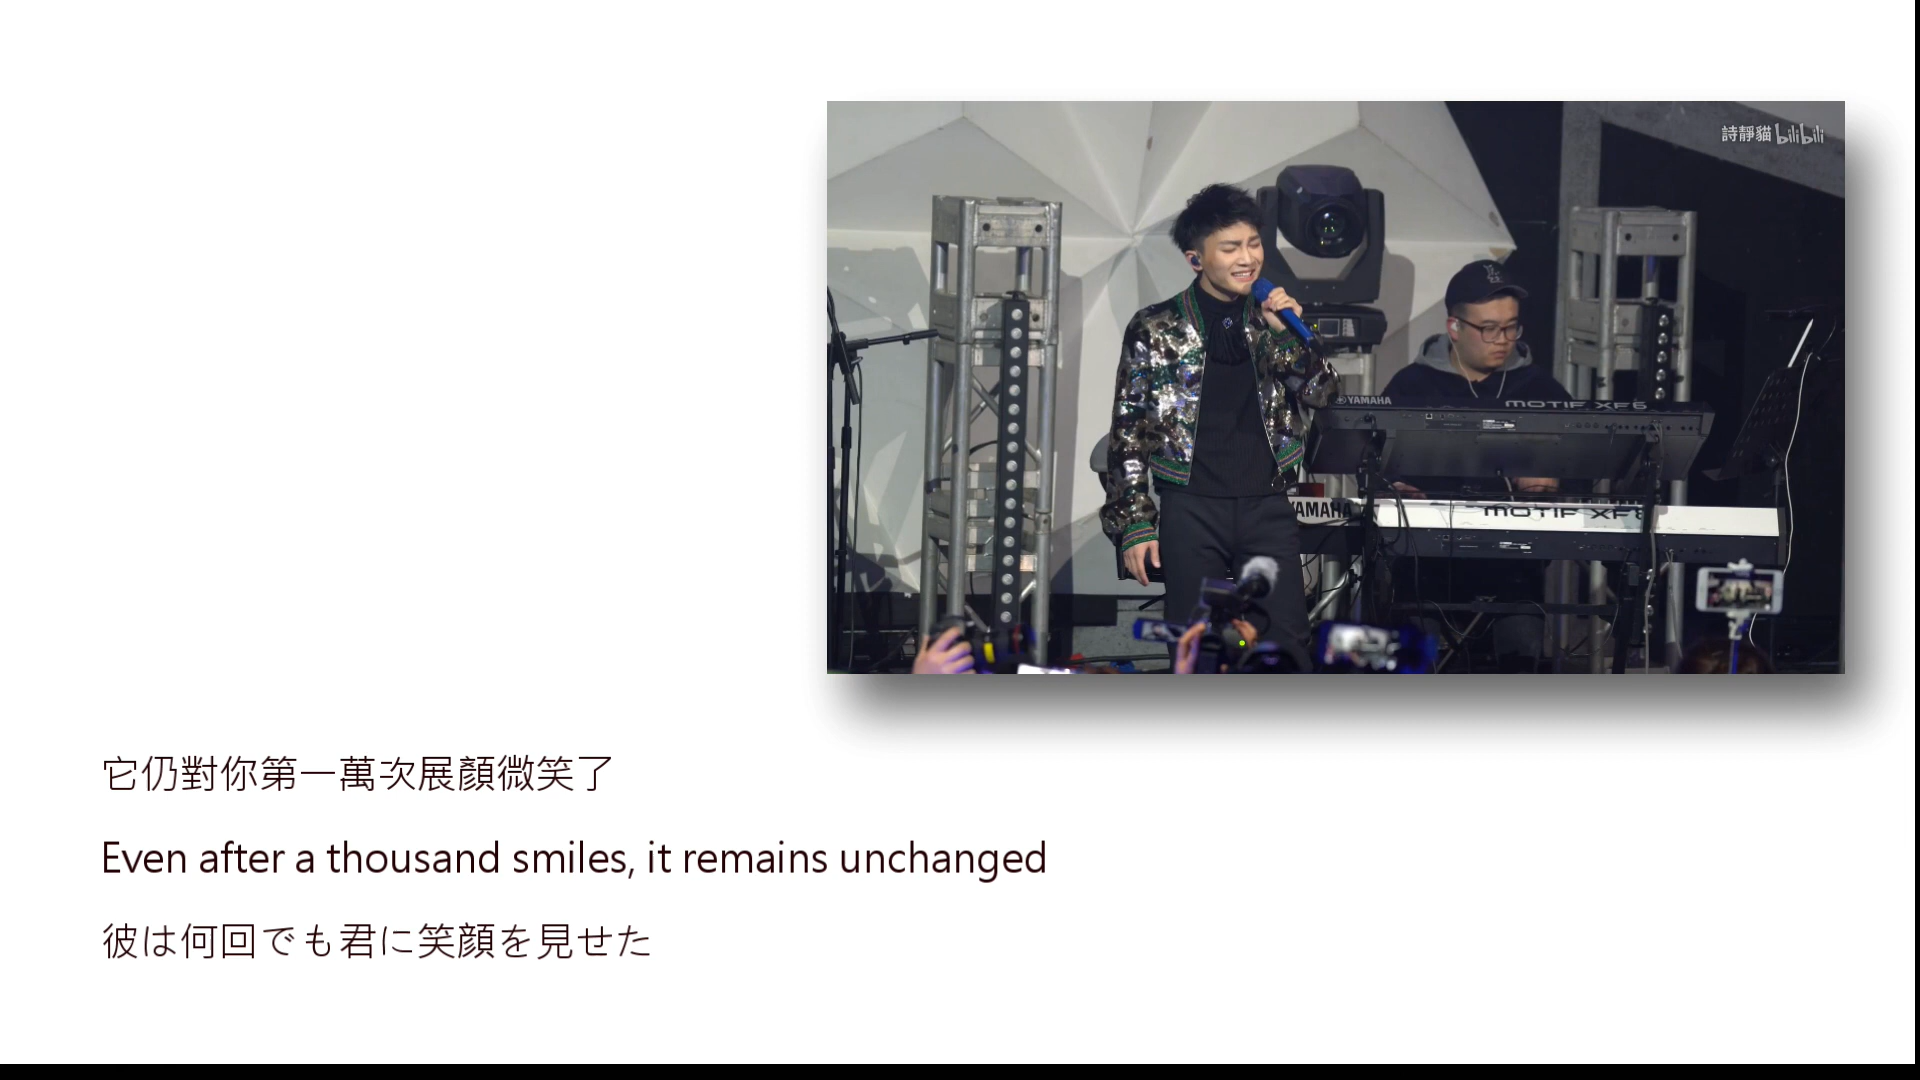 詩靜貓 bilibili
YAMAHA
MOTIF XF6
YAMAHA
MOTIF XF
它仍對你第一萬次展顏微笑了
Even after a thousand smiles, it remains unchanged
彼は何回でも君に笑顔を見せた